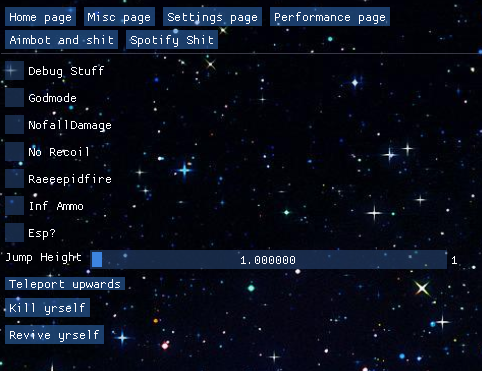 Home page Misc page Settings page Performance page
Aimbot and shit Spotify Shit
Debug Stuff
Godmode
NofallDamage
No Recoil
Raeeepidfire
Inf Ammo
Esp?
Jump Height 1.000000 1
Teleport upwards
Kill yrself
Revive yrself